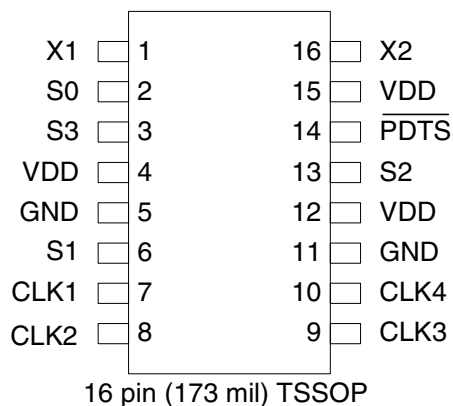 X1 1 16 X2
S0 2 15 VDD
S3 3 14 PDTS
VDD 4 13 S2
GND 5 12 VDD
S1 6 11 GND
CLK1 7 10 CLK4
CLK2 8 9 CLK3
16 pin (173 mil) TSSOP